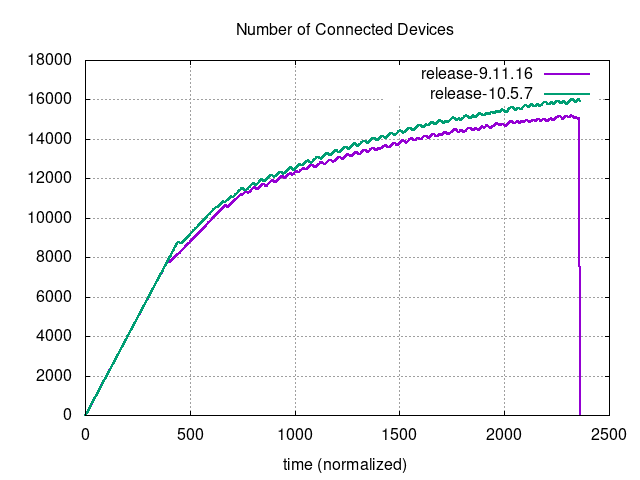 Number of Connected Devices
18000
16000
14000
12000
10000
8000
6000
4000
2000
0
release-9.11.16
release-10.5.7
0 500 1000 1500 2000 2500
time (normalized)